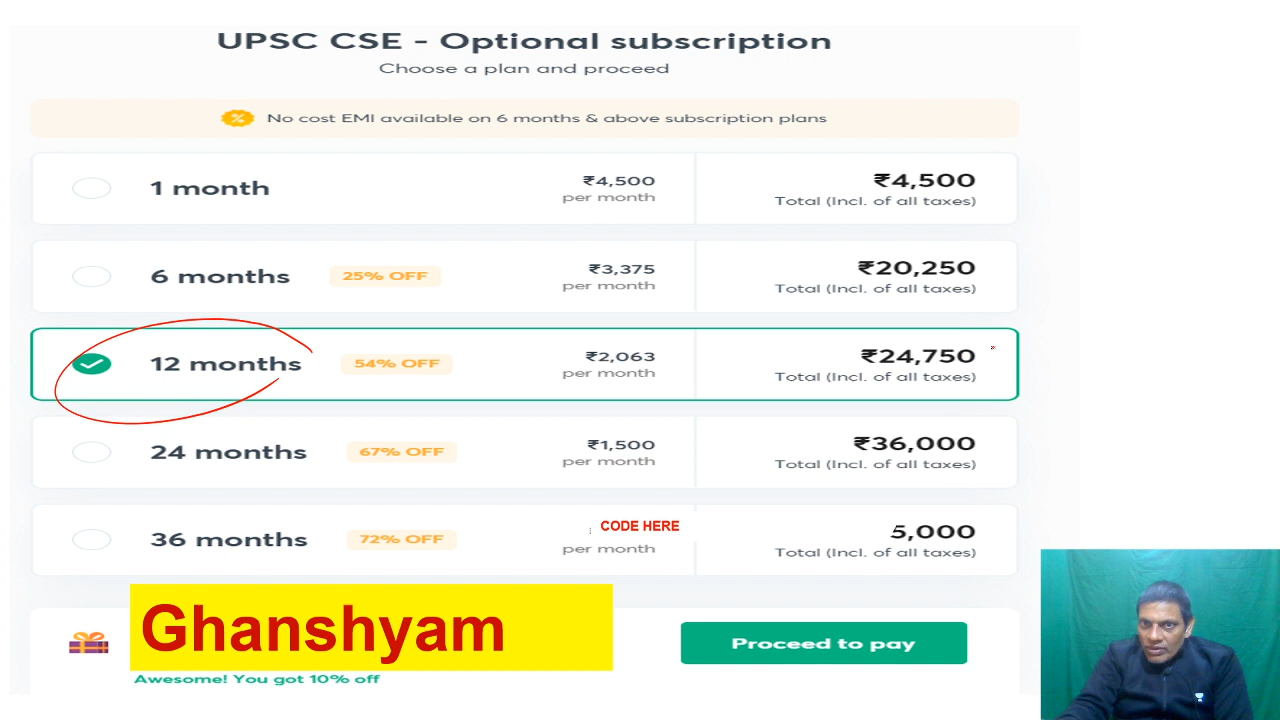 UPSC CSE - Optional subscription
Choose a plan and proceed
No cost EMI available on 6 months & above subscription plans
1 month ₹4,500 per month ₹4,500 Total (Incl. of all taxes)
6 months 25% OFF ₹3,375 per month ₹20,250 Total (Incl. of all taxes)
12 months 54% OFF ₹2,063 per month ₹24,750 Total (Incl. of all taxes)
24 months 67% OFF ₹1,500 per month ₹36,000 Total (Incl. of all taxes)
36 months 72% OFF CODE HERE per month 5,000 Total (Incl. of all taxes)
Ghanshyam
Proceed to pay
Awesome! You got 10% off